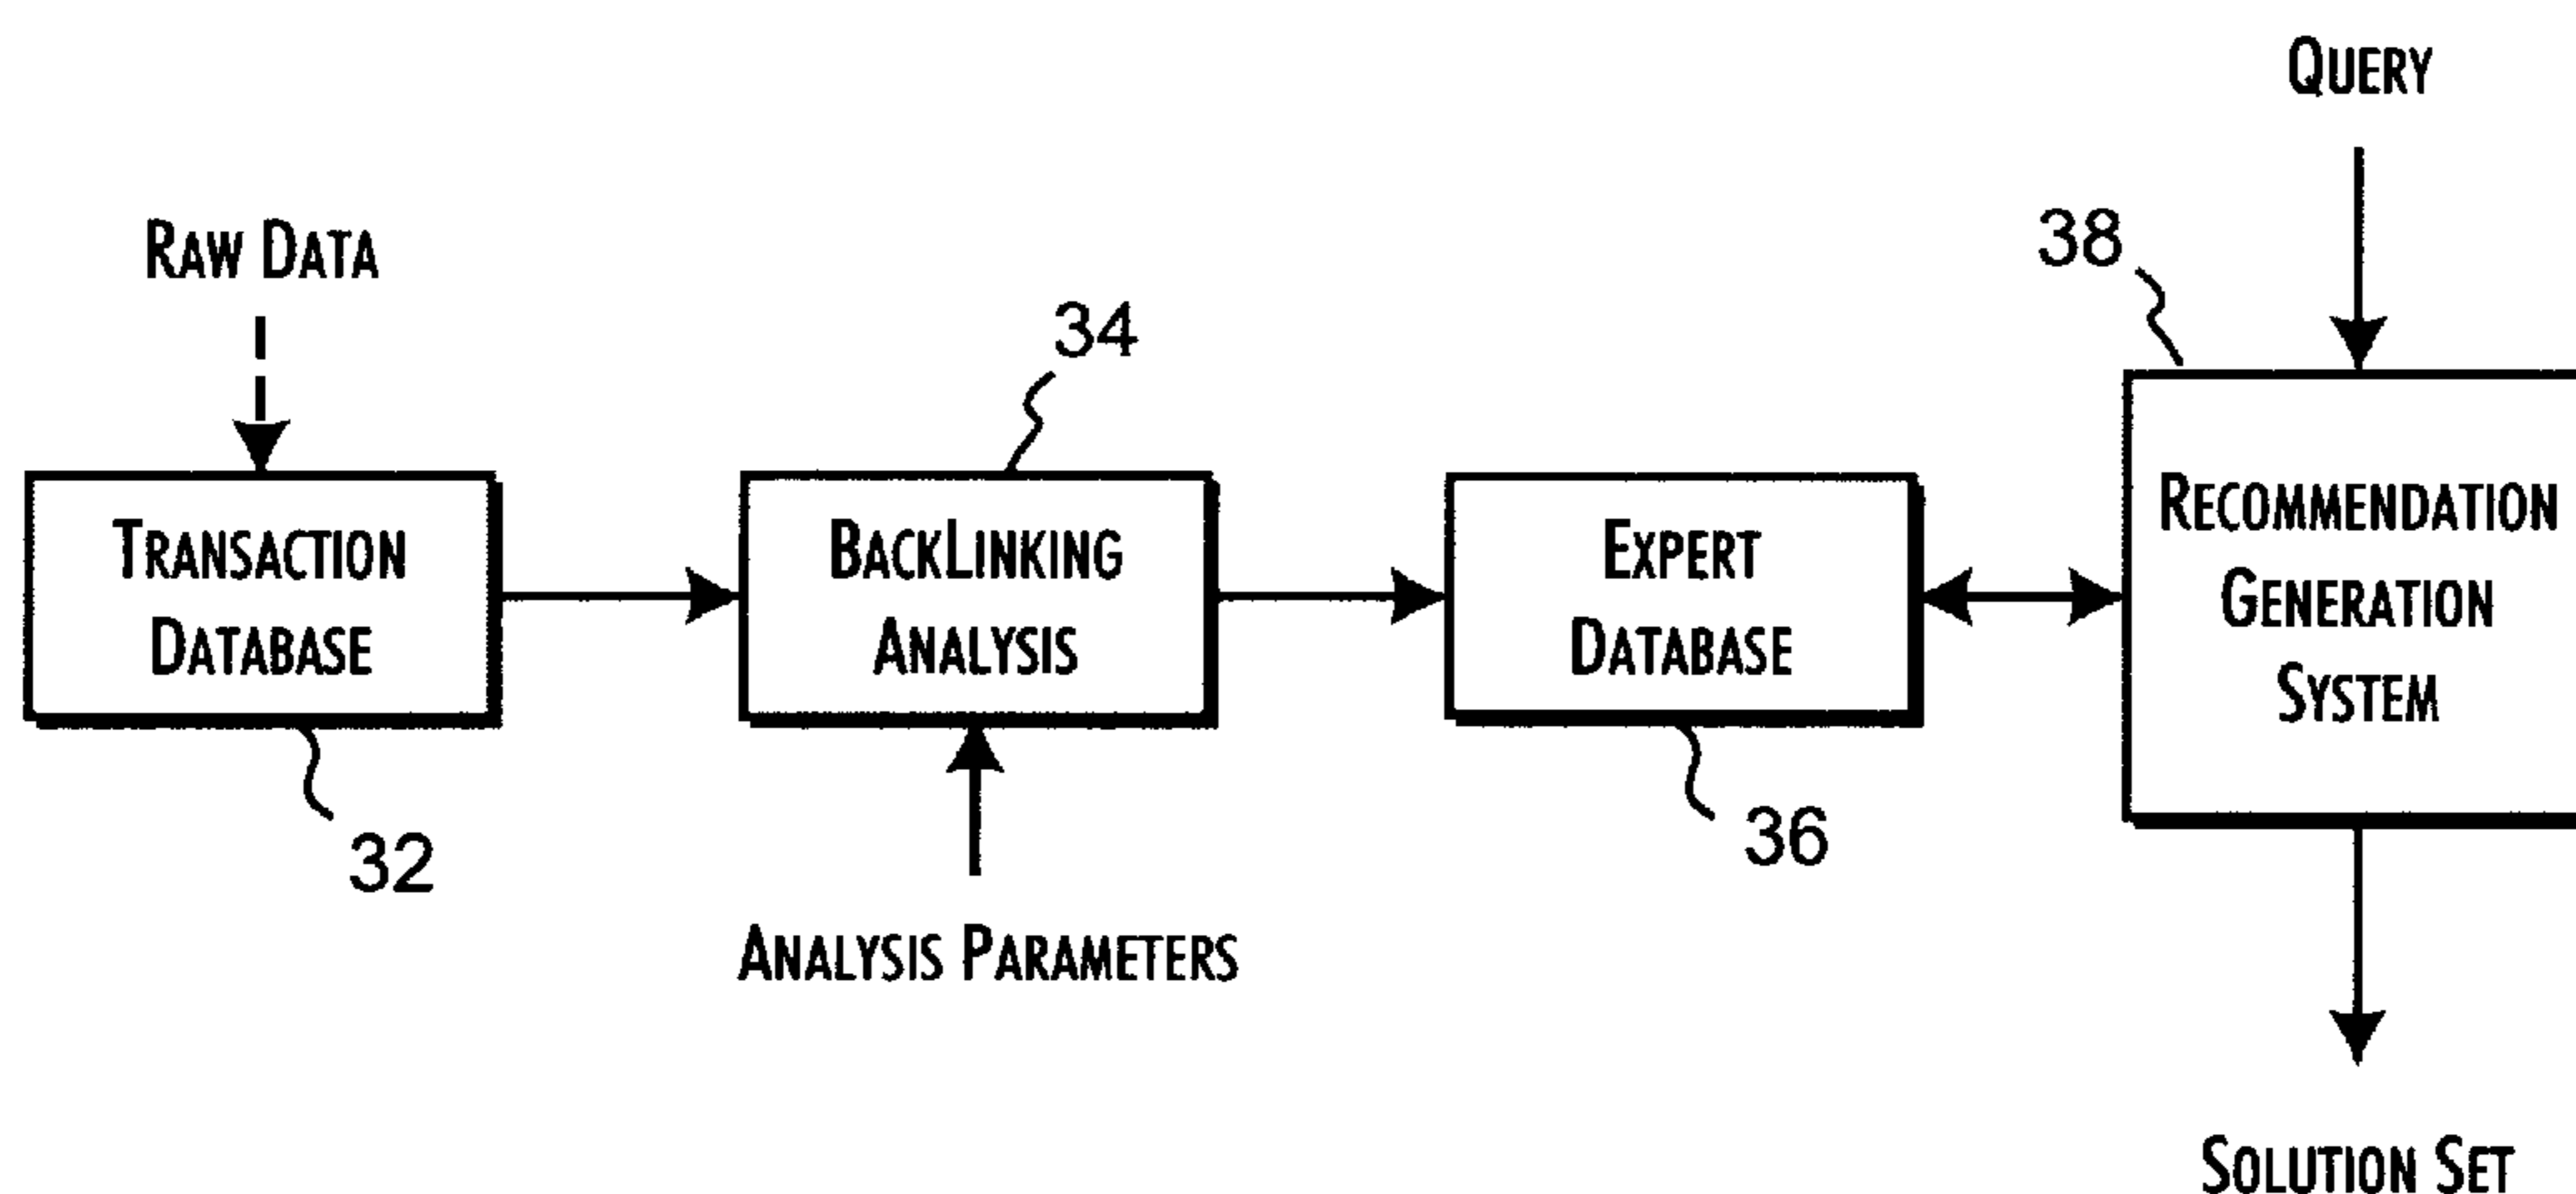 QUERY
RAW DATA
38
34
TRANSACTION
DATABASE
BACKLINKING
ANALYSIS
EXPERT
DATABASE
RECOMMENDATION
GENERATION
SYSTEM
32
36
ANALYSIS PARAMETERS
SOLUTION SET